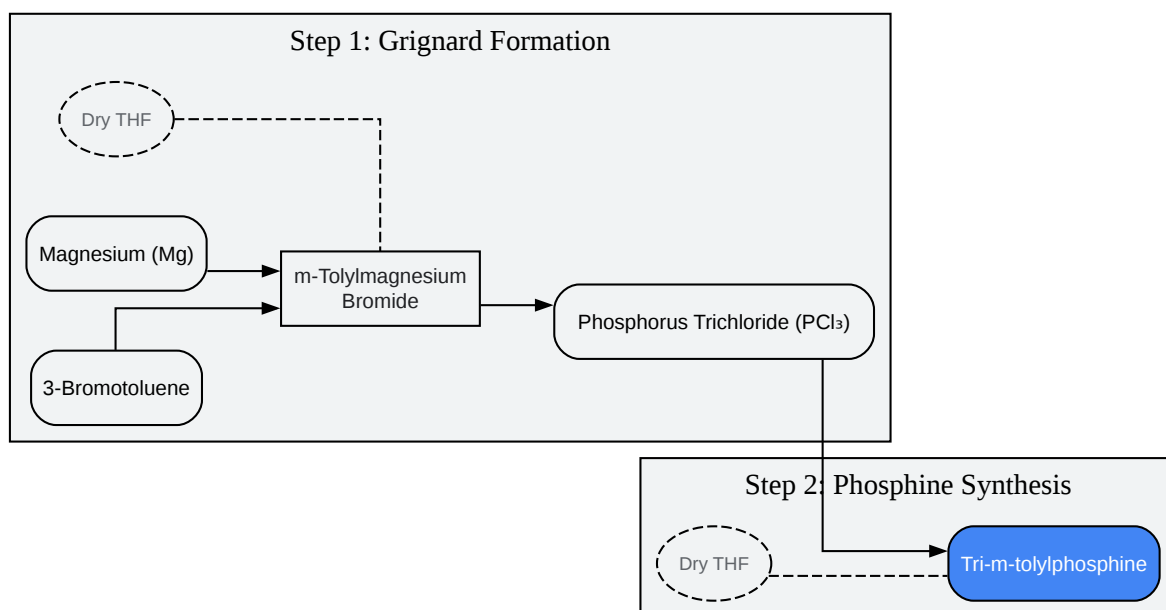 Step 1: Grignard Formation
Dry THF
Magnesium (Mg)
m-Tolylmagnesium
Bromide
Phosphorus Trichloride (PCl₃)
3-Bromotoluene
Step 2: Phosphine Synthesis
Dry THF
Tri-m-tolylphosphine